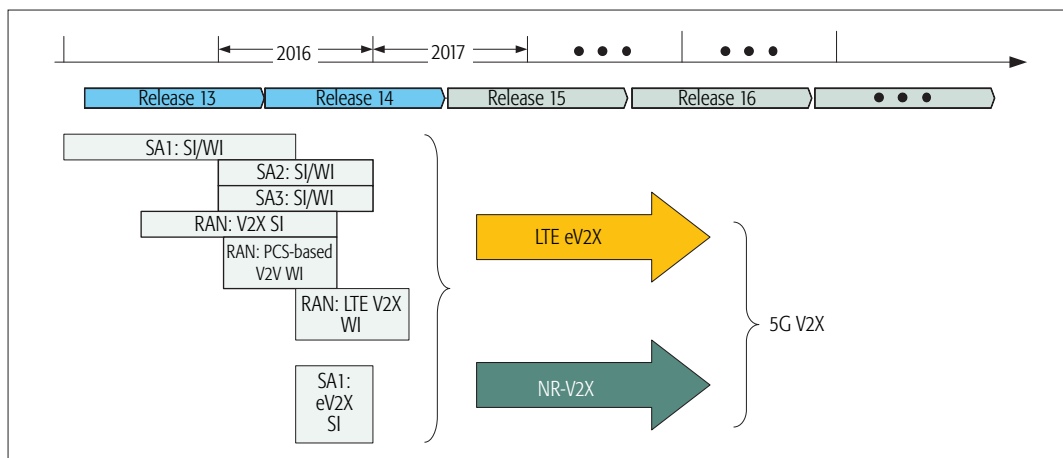 2016
2017
● ● ●
● ● ●
Release 13
Release 14
Release 15
Release 16
● ● ●
SA1: SI/WI
SA2: SI/WI
SA3: SI/WI
RAN: V2X SI
RAN: PCS-based
V2V WI
RAN: LTE V2X
WI
SA1:
eV2X
SI
LTE eV2X
NR-V2X
5G V2X